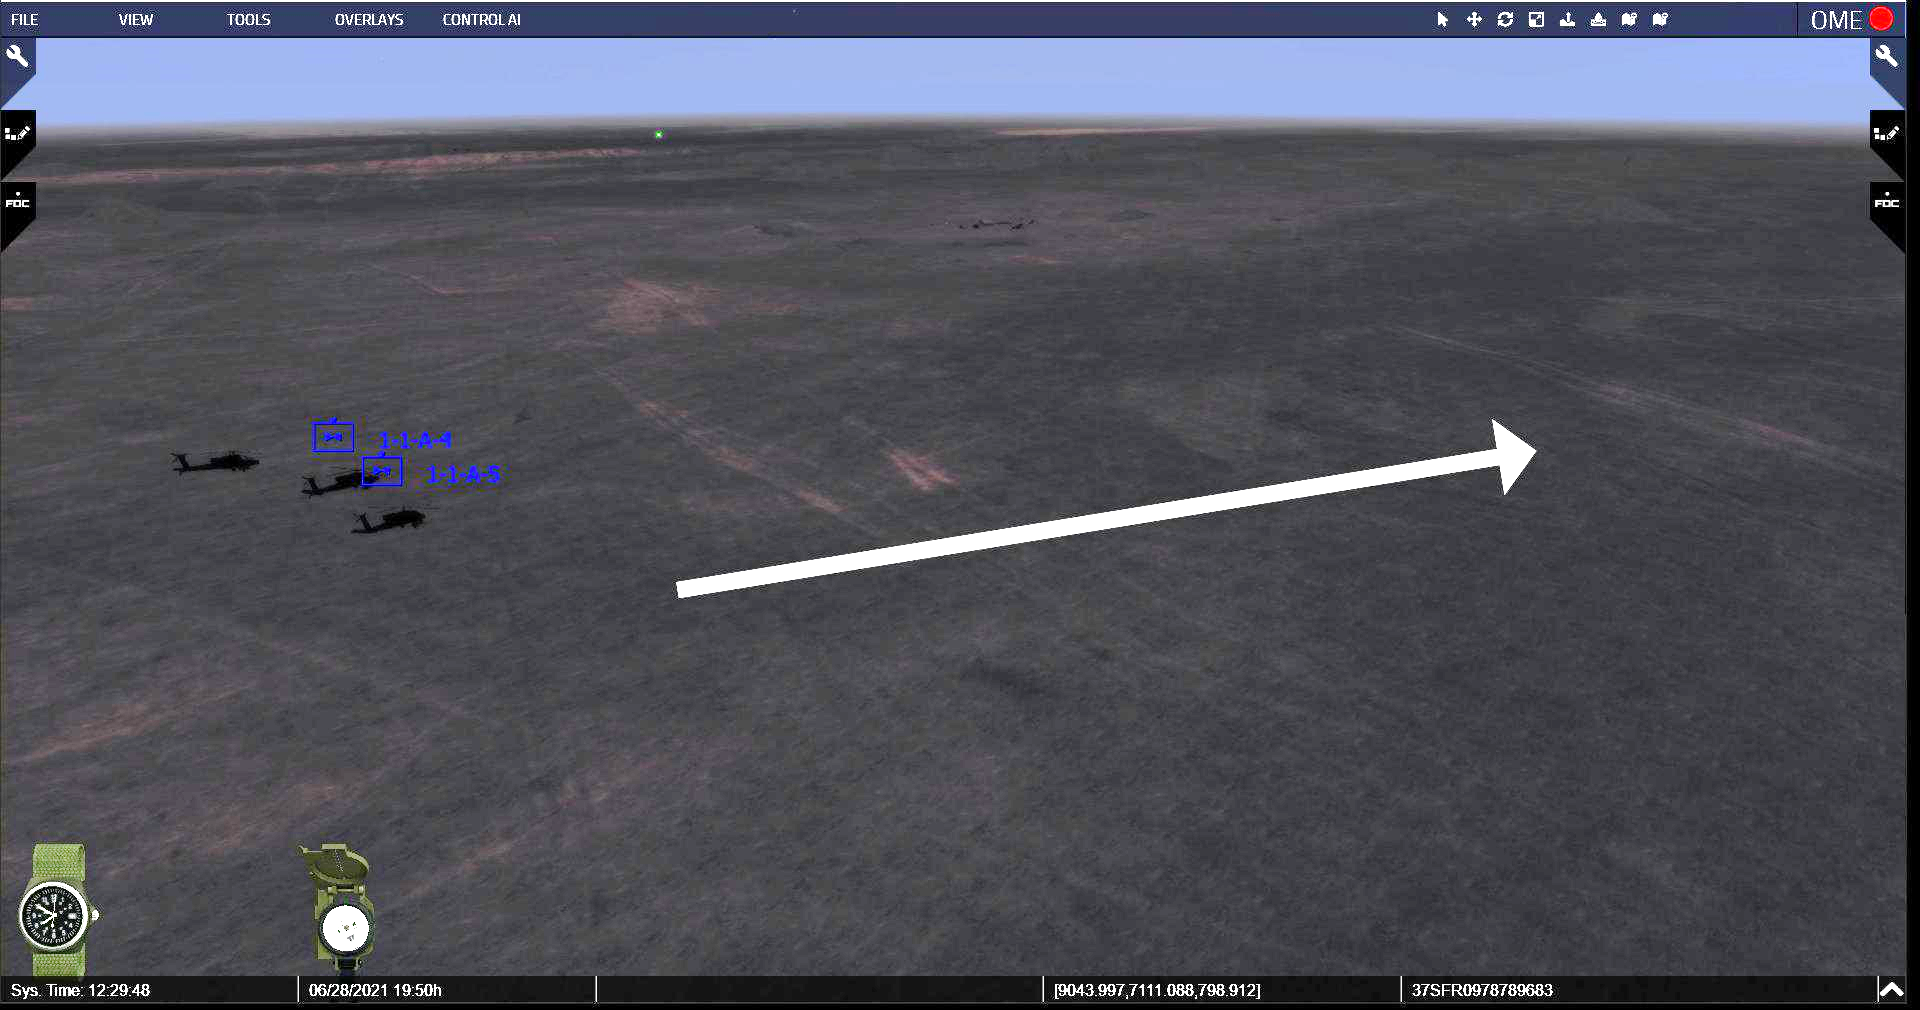 FILE VIEW TOOLS OVERLAYS CONTROL AI OME
FDC FDC
1-1-A-4
1-1-A-5
Sys. Time: 12:29:48 06/28/2021 19:50h [9043.997,7111.088,798.912] 37SFR0978789683